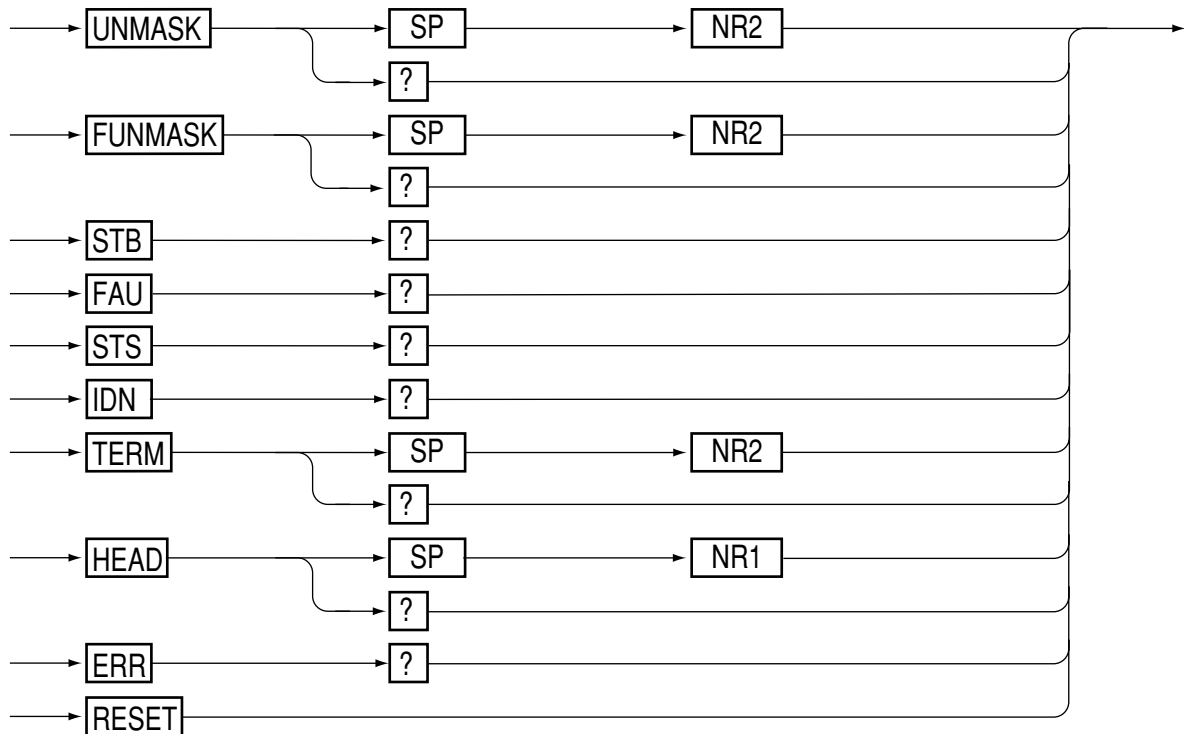 UNMASK SP NR2
?
FUNMASK SP NR2
?
STB ?
FAU ?
STS ?
IDN ?
TERM SP NR2
?
HEAD SP NR1
?
ERR ?
RESET